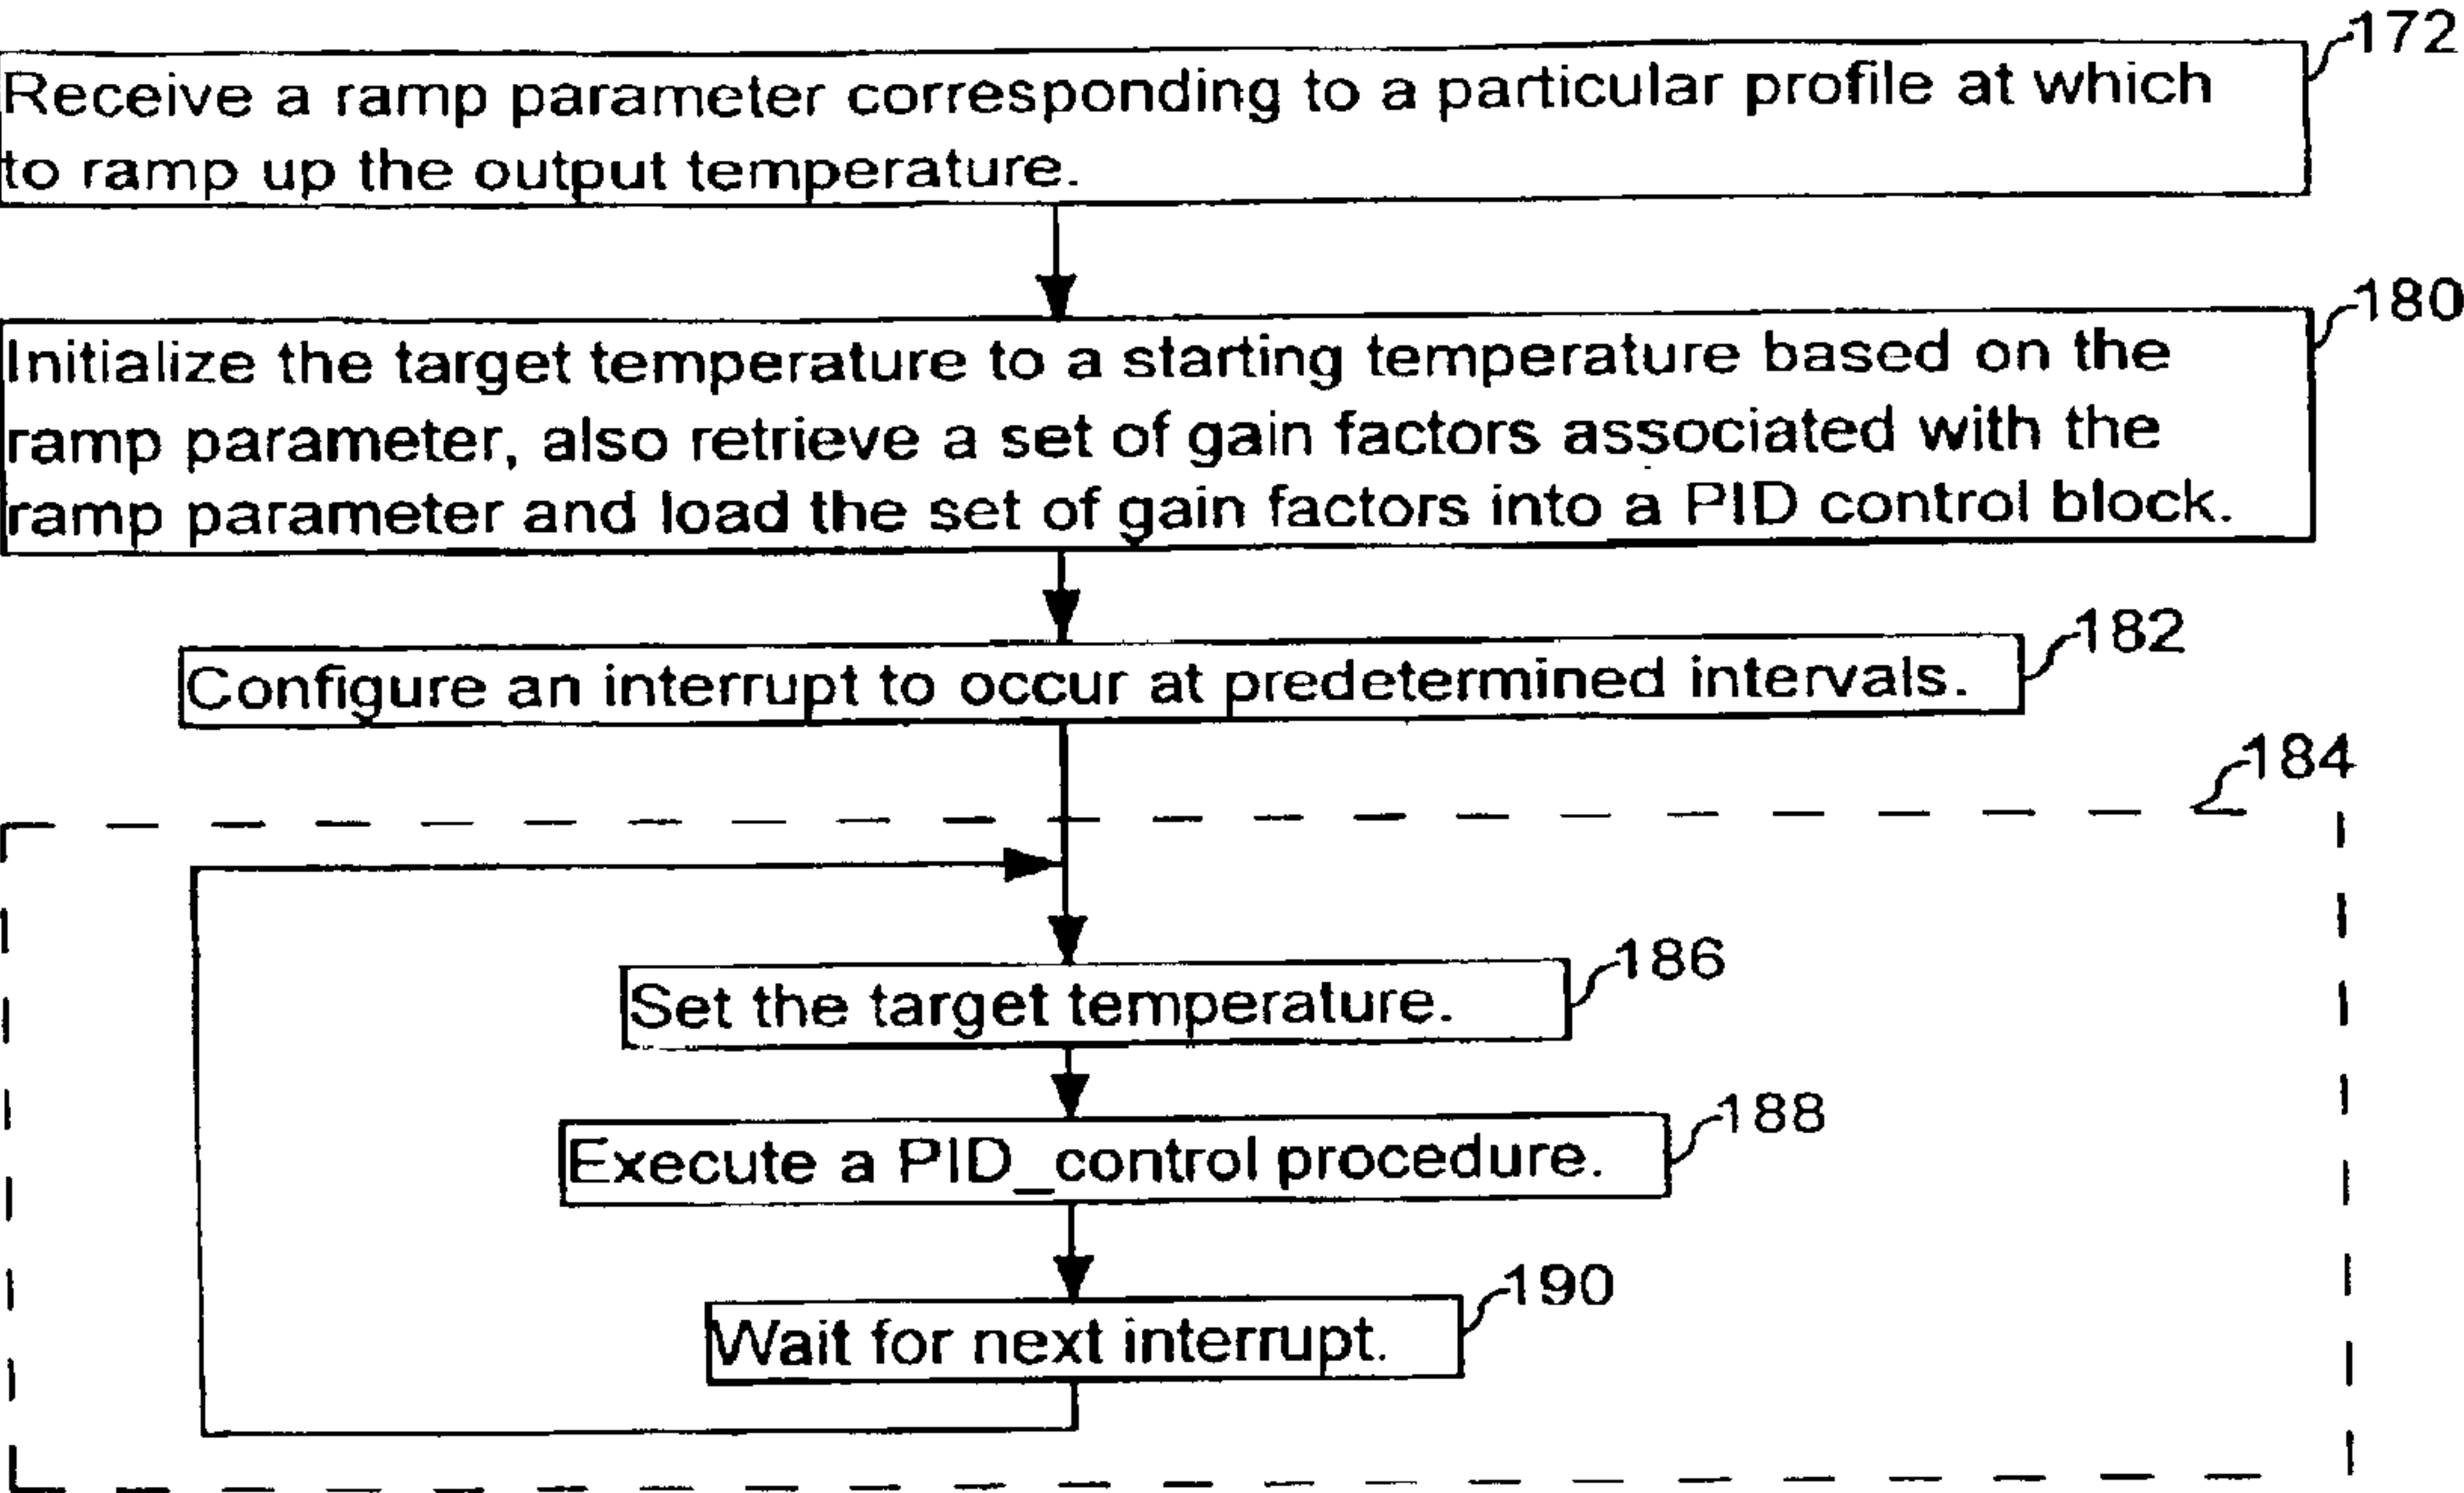 172
Receive a ramp parameter corresponding to a particular profile at which
to ramp up the output temperature.
180
Initialize the target temperature to a starting temperature based on the
ramp parameter, also retrieve a set of gain factors associated with the
ramp parameter and load the set of gain factors into a PID control block.
182
Configure an interrupt to occur at predetermined intervals.
184
186
Set the target temperature.
188
Execute a PID_control procedure.
190
Wait for next interrupt.